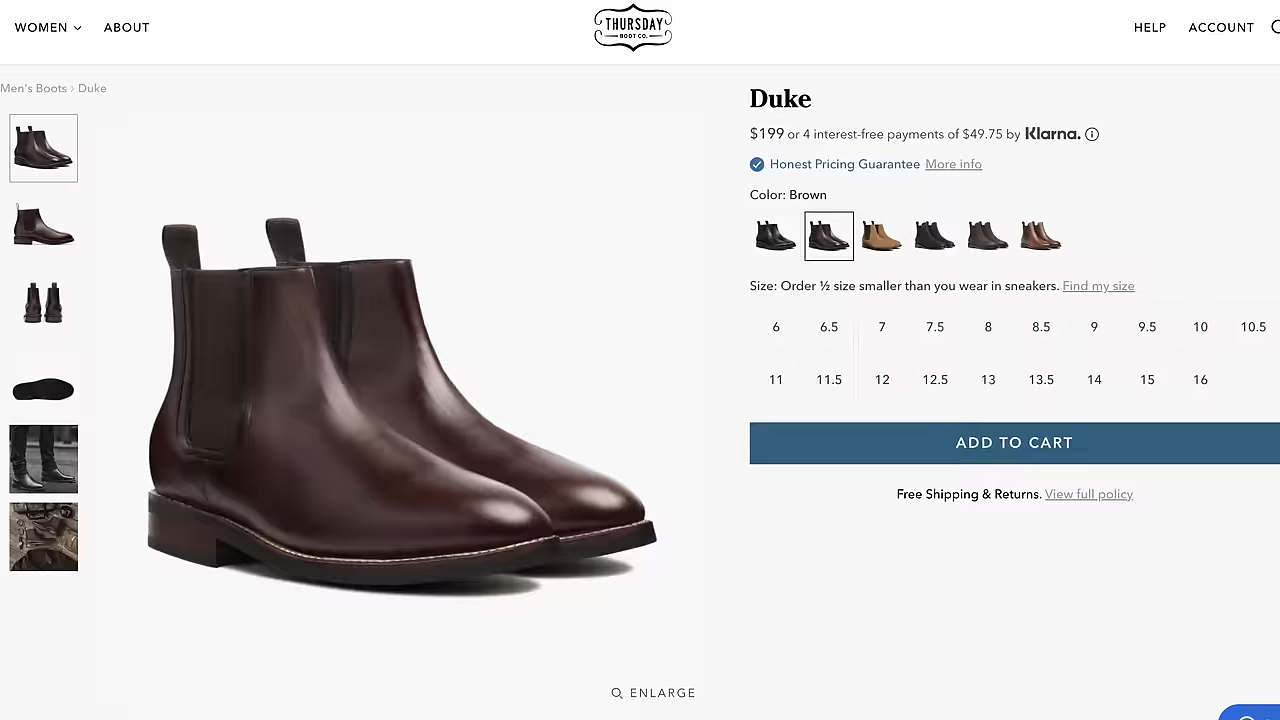 WOMEN
ABOUT
THURSDAY
BOOT CO.
HELP
ACCOUNT
Men's Boots > Duke
Duke
$199 or 4 interest-free payments of $49.75 by Klarna.
Honest Pricing Guarantee More info
Color: Brown
Size: Order ½ size smaller than you wear in sneakers. Find my size
6 6.5 7 7.5 8 8.5 9 9.5 10 10.5
11 11.5 12 12.5 13 13.5 14 15 16
ADD TO CART
Free Shipping & Returns. View full policy
ENLARGE